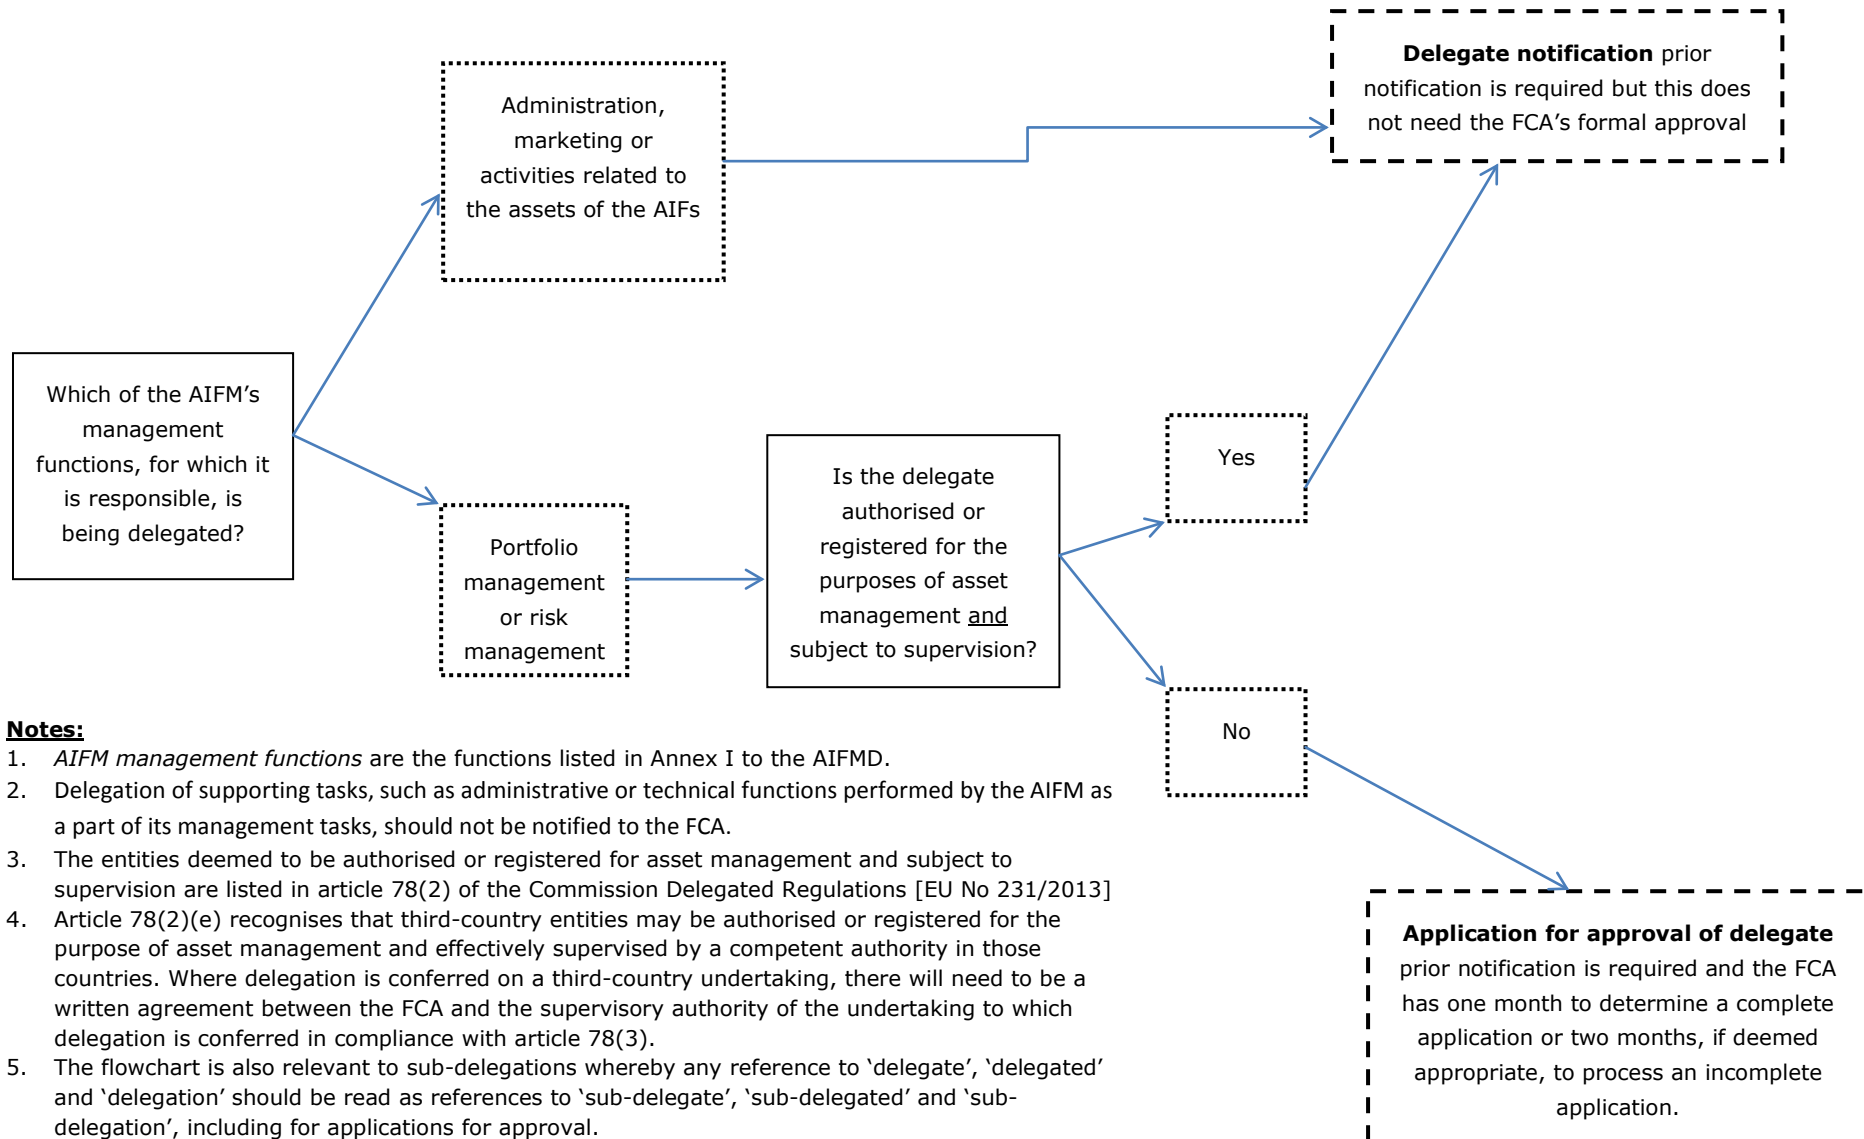 Delegate notification prior
notification is required but this does
not need the FCA's formal approval
Administration,
marketing or
activities related to
the assets of the AIFs
Which of the AIFM's
management
functions, for which it
is responsible, is
being delegated?
Portfolio
management
or risk
management
Is the delegate
authorised or
registered for the
purposes of asset
management and
subject to supervision?
Yes
No
Notes:
1. AIFM management functions are the functions listed in Annex I to the AIFMD.
2. Delegation of supporting tasks, such as administrative or technical functions performed by the AIFM as
a part of its management tasks, should not be notified to the FCA.
3. The entities deemed to be authorised or registered for asset management and subject to
supervision are listed in article 78(2) of the Commission Delegated Regulations [EU No 231/2013]
4. Article 78(2)(e) recognises that third-country entities may be authorised or registered for the
purpose of asset management and effectively supervised by a competent authority in those
countries. Where delegation is conferred on a third-country undertaking, there will need to be a
written agreement between the FCA and the supervisory authority of the undertaking to which
delegation is conferred in compliance with article 78(3).
5. The flowchart is also relevant to sub-delegations whereby any reference to ‘delegate’, ‘delegated’
and ‘delegation’ should be read as references to ‘sub-delegate’, ‘sub-delegated’ and ‘sub-
delegation’, including for applications for approval.
Application for approval of delegate
prior notification is required and the FCA
has one month to determine a complete
application or two months, if deemed
appropriate, to process an incomplete
application.